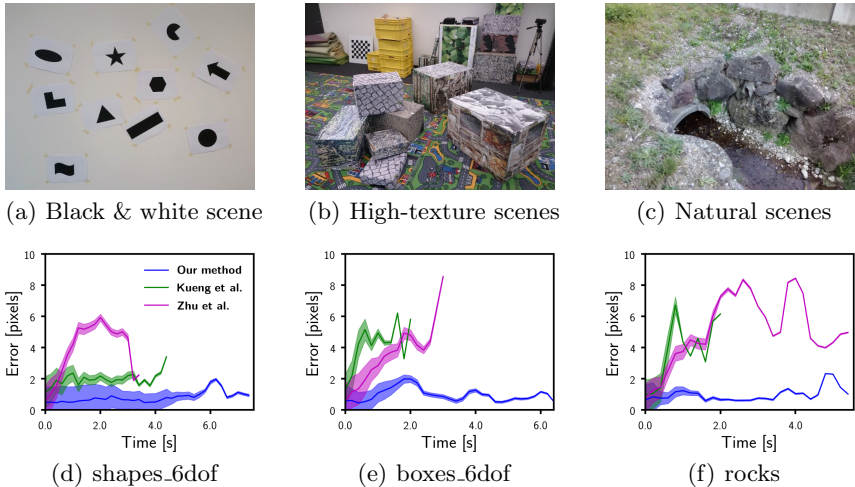 (a) Black & white scene
(b) High-texture scenes
(c) Natural scenes
10
8
6
4
2
0
Error [pixels]
0.0
2.0
4.0
6.0
Time [s]
Our method
Kueng et al.
Zhu et al.
(d) shapes_6dof
10
8
6
4
2
0
Error [pixels]
0.0
2.0
4.0
6.0
Time [s]
(e) boxes_6dof
10
8
6
4
2
0
Error [pixels]
0.0
2.0
4.0
Time [s]
(f) rocks